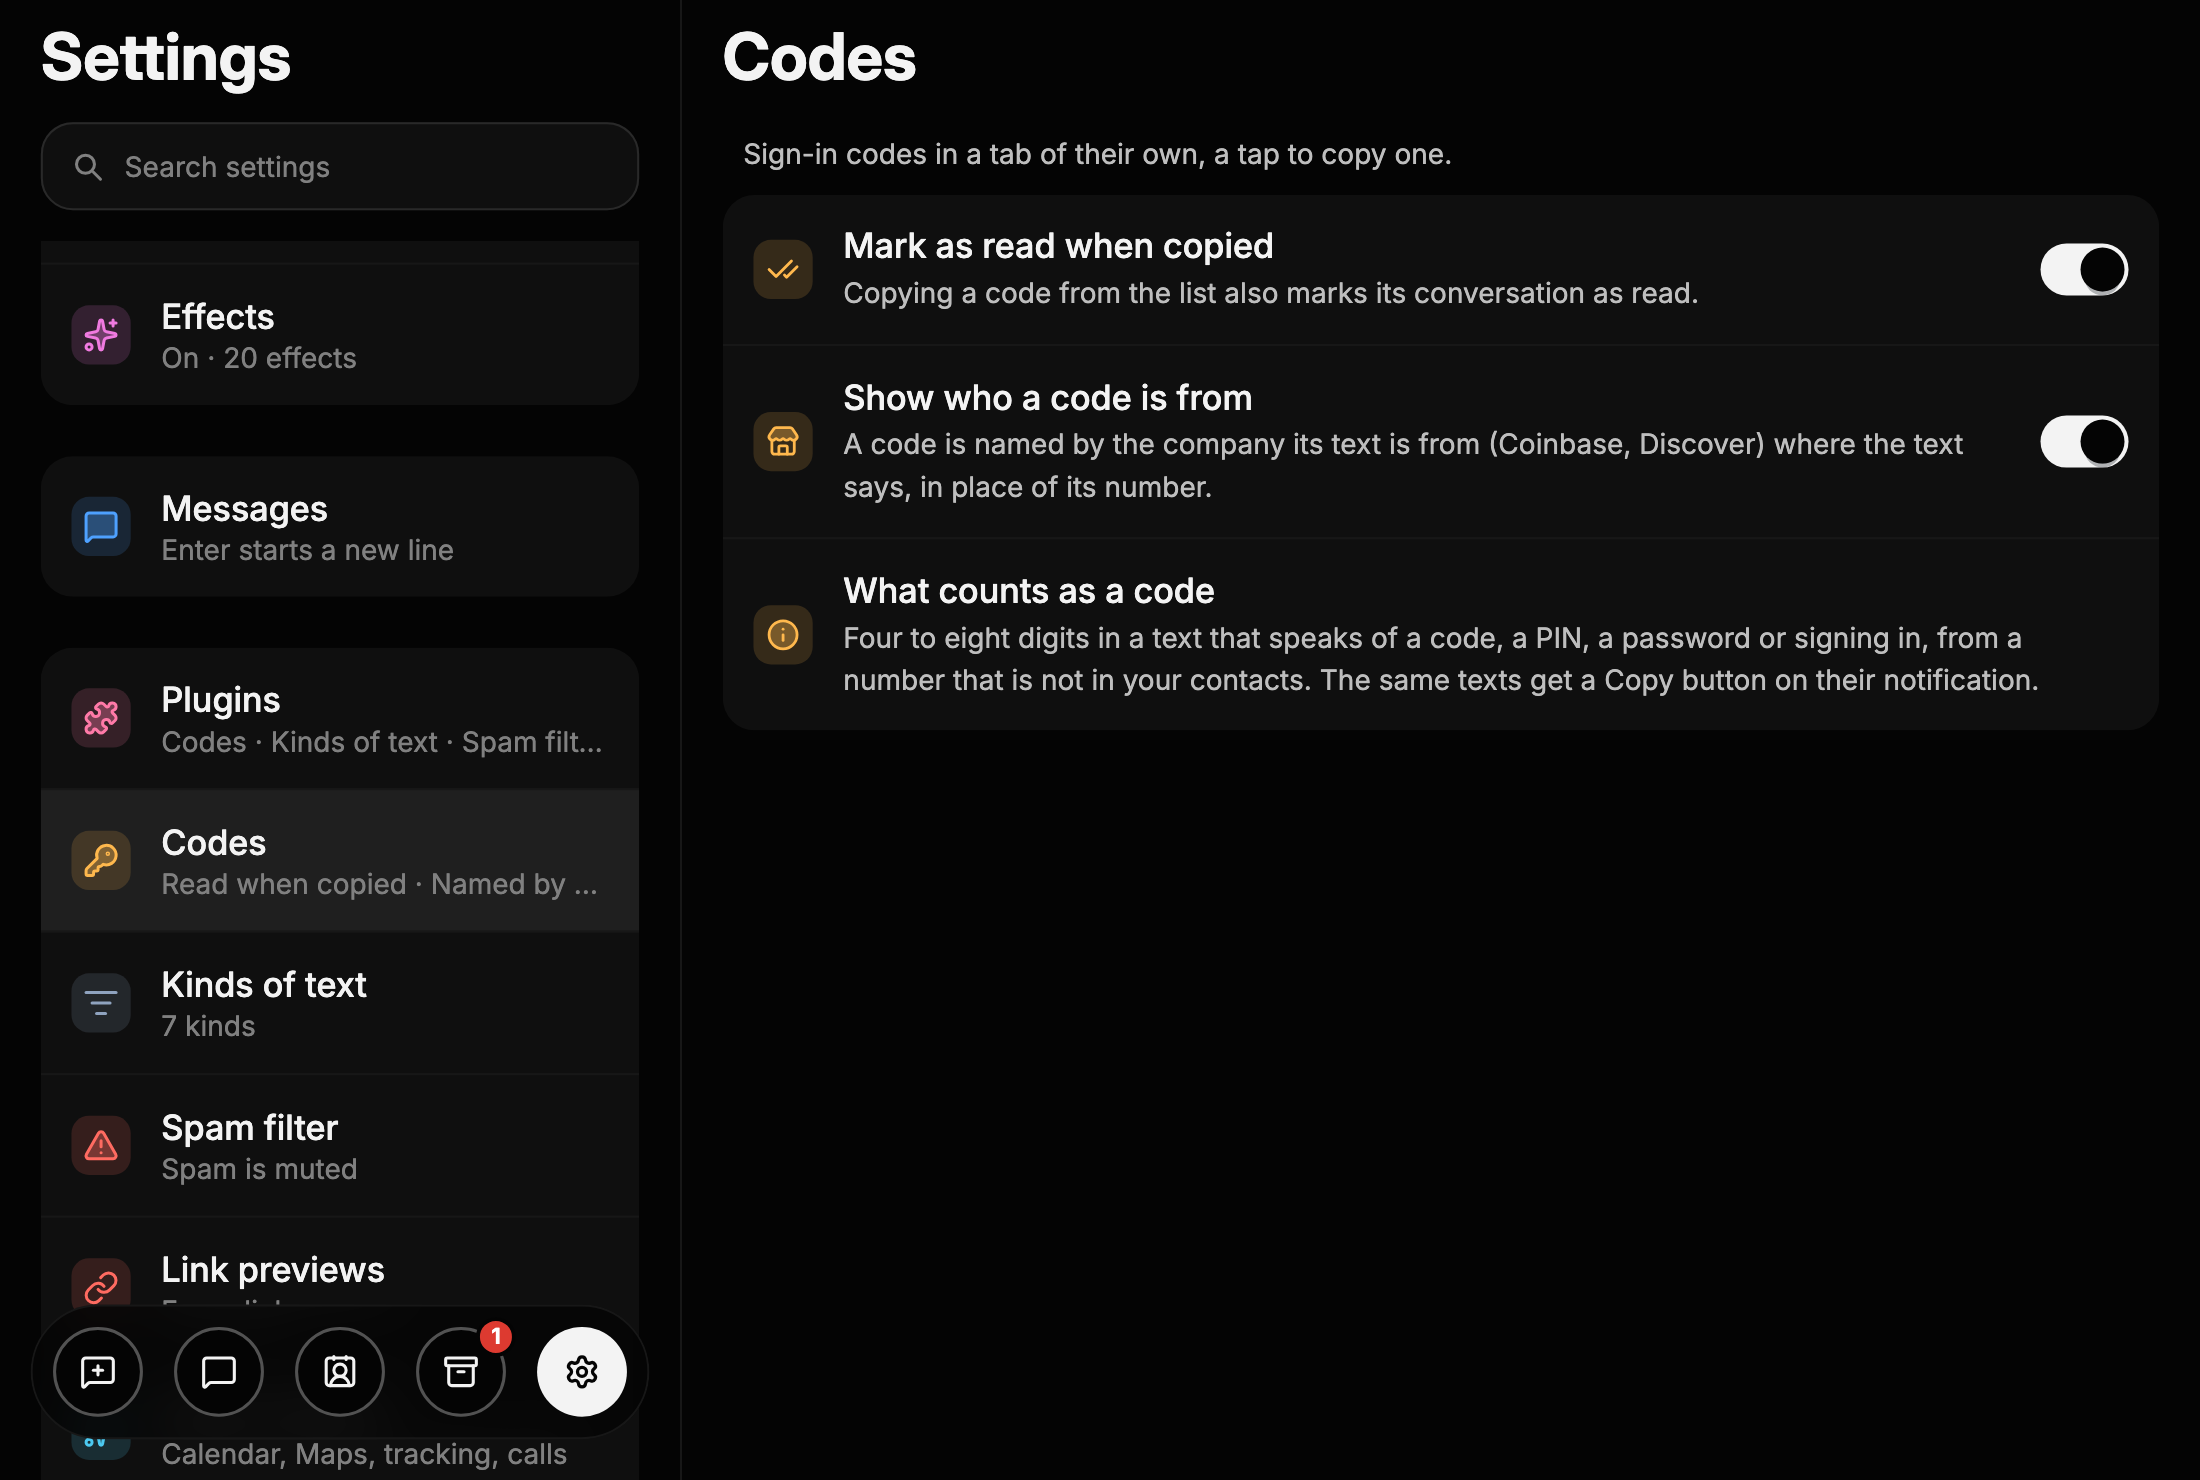 Settings
Search settings
Effects
On · 20 effects
Messages
Enter starts a new line
Plugins
Codes · Kinds of text · Spam filt...
Codes
Read when copied · Named by ...
Kinds of text
7 kinds
Spam filter
Spam is muted
Link previews
1
Calendar, Maps, tracking, calls
Codes
Sign-in codes in a tab of their own, a tap to copy one.
Mark as read when copied
Copying a code from the list also marks its conversation as read.
Show who a code is from
A code is named by the company its text is from (Coinbase, Discover) where the text
says, in place of its number.
What counts as a code
Four to eight digits in a text that speaks of a code, a PIN, a password or signing in, from a
number that is not in your contacts. The same texts get a Copy button on their notification.